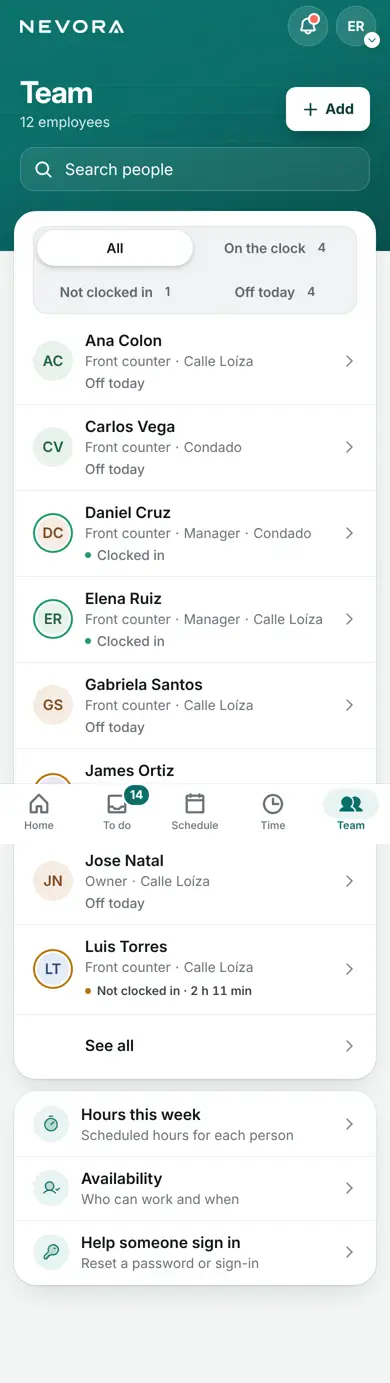 NEVORA
ER
Team
12 employees
Add
Search people
All
On the clock 4
Not clocked in 1
Off today 4
AC
Ana Colon
Front counter · Calle Loíza
Off today
CV
Carlos Vega
Front counter · Condado
Off today
DC
Daniel Cruz
Front counter · Manager · Condado
Clocked in
ER
Elena Ruiz
Front counter · Manager · Calle Loíza
Clocked in
GS
Gabriela Santos
Front counter · Calle Loíza
Off today
James Ortiz
14
Home
To do
Schedule
Time
Team
JN
Jose Natal
Owner · Calle Loíza
Off today
LT
Luis Torres
Front counter · Calle Loíza
Not clocked in · 2 h 11 min
See all
Hours this week
Scheduled hours for each person
Availability
Who can work and when
Help someone sign in
Reset a password or sign-in